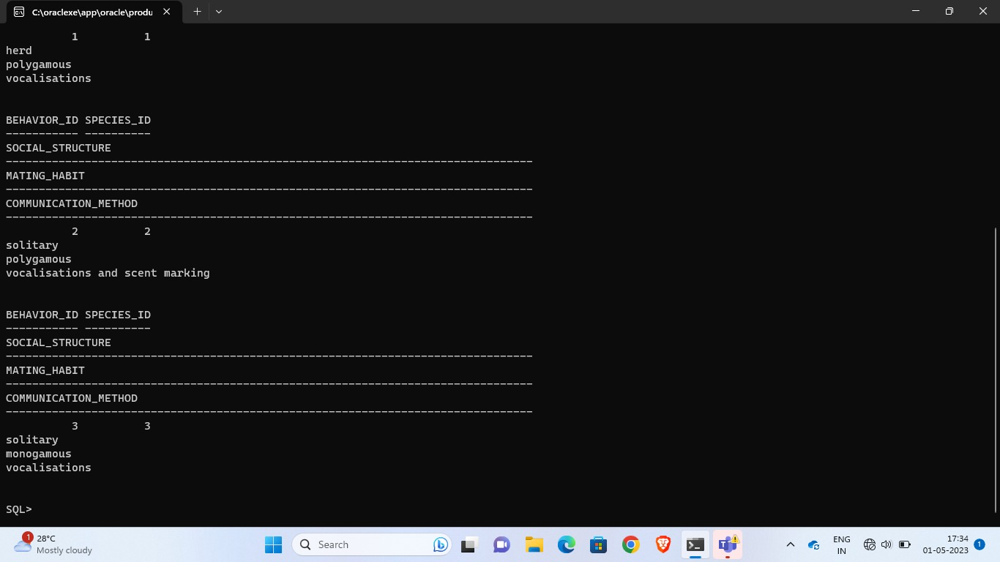 C:\oraclexe\app\oracle\produ
1 1
herd
polygamous
vocalisations
BEHAVIOR_ID SPECIES_ID
----------- ----------
SOCIAL_STRUCTURE
--------------------------------------------------------------------------------
MATING_HABIT
--------------------------------------------------------------------------------
COMMUNICATION_METHOD
--------------------------------------------------------------------------------
2 2
solitary
polygamous
vocalisations and scent marking
BEHAVIOR_ID SPECIES_ID
----------- ----------
SOCIAL_STRUCTURE
--------------------------------------------------------------------------------
MATING_HABIT
--------------------------------------------------------------------------------
COMMUNICATION_METHOD
--------------------------------------------------------------------------------
3 3
solitary
monogamous
vocalisations
SQL>
1
28°C
Mostly cloudy
Search
ENG
IN
17:34
01-05-2023
1